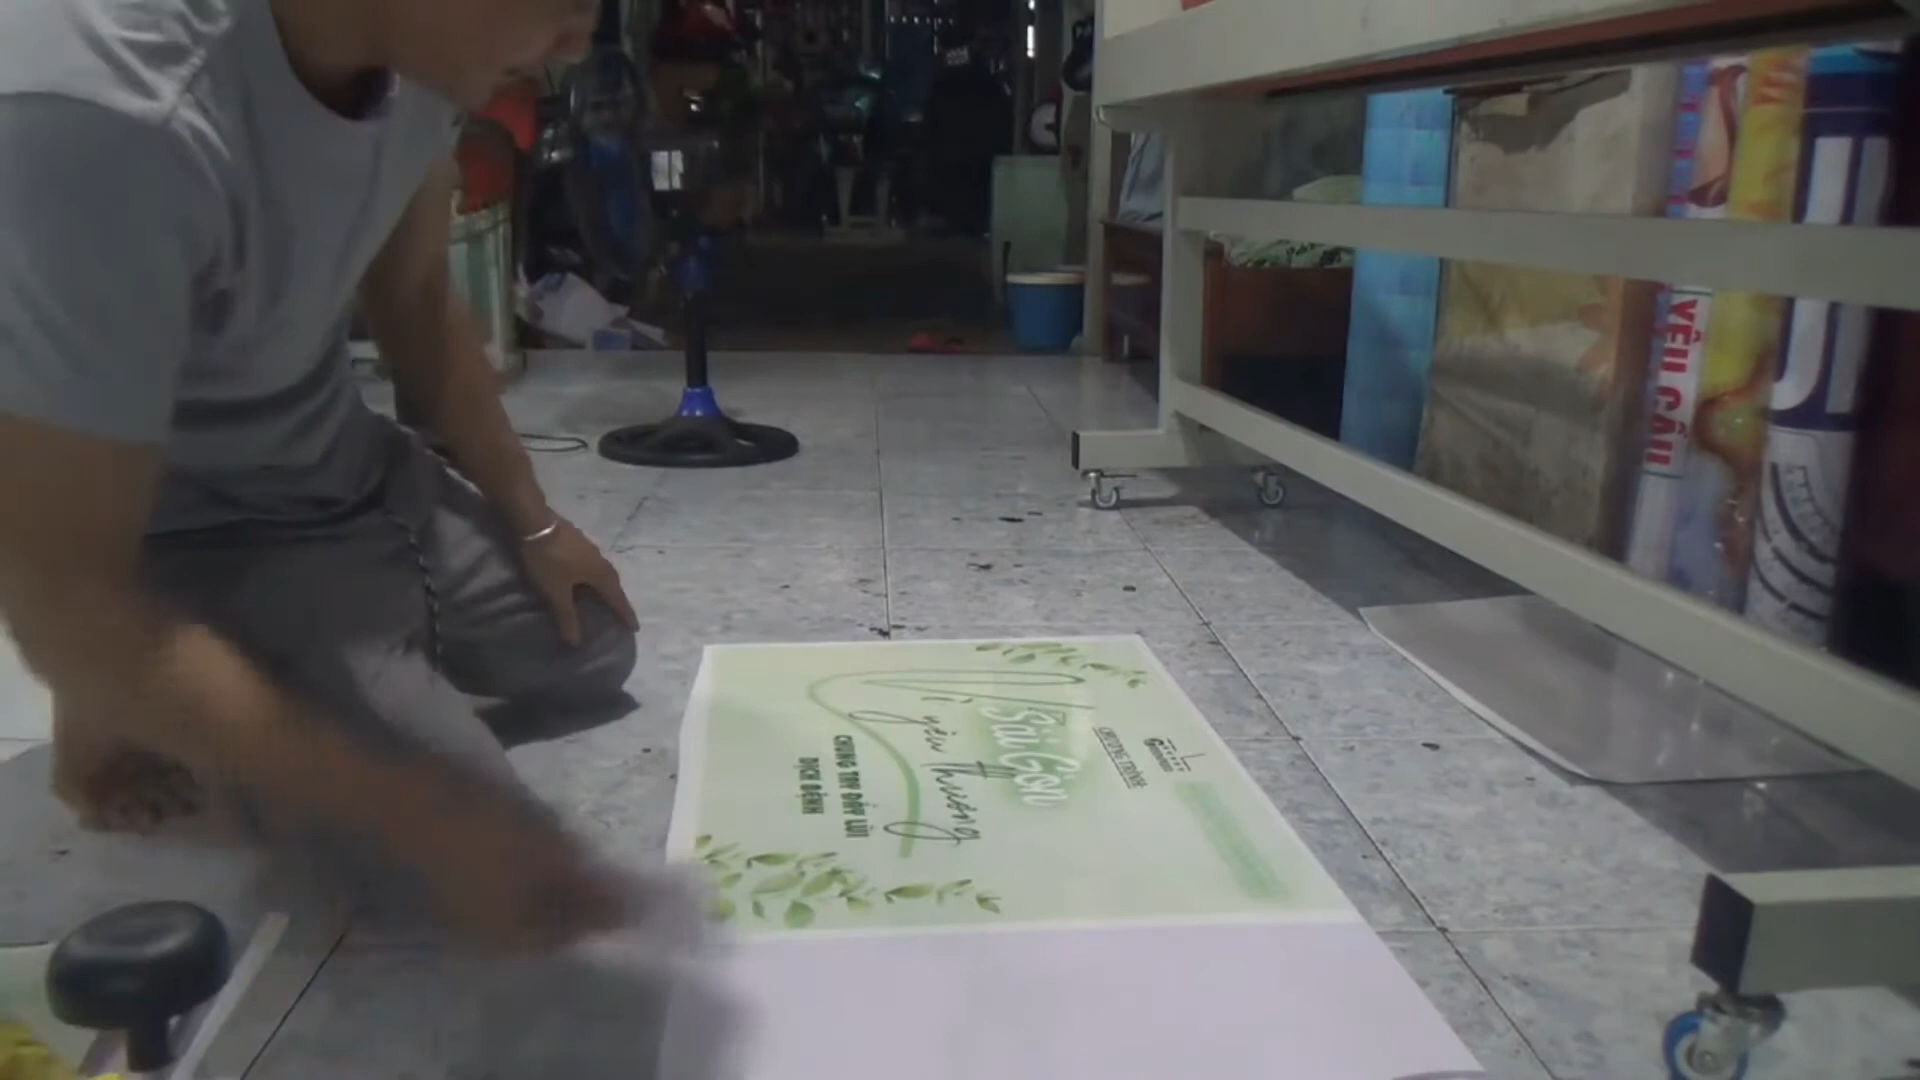 CHƯƠNG TRÌNH:
Sài Gòn
Vì yêu thương
CHUNG TAY ĐẨY LÙI
DỊCH BỆNH
YÊU CẦU